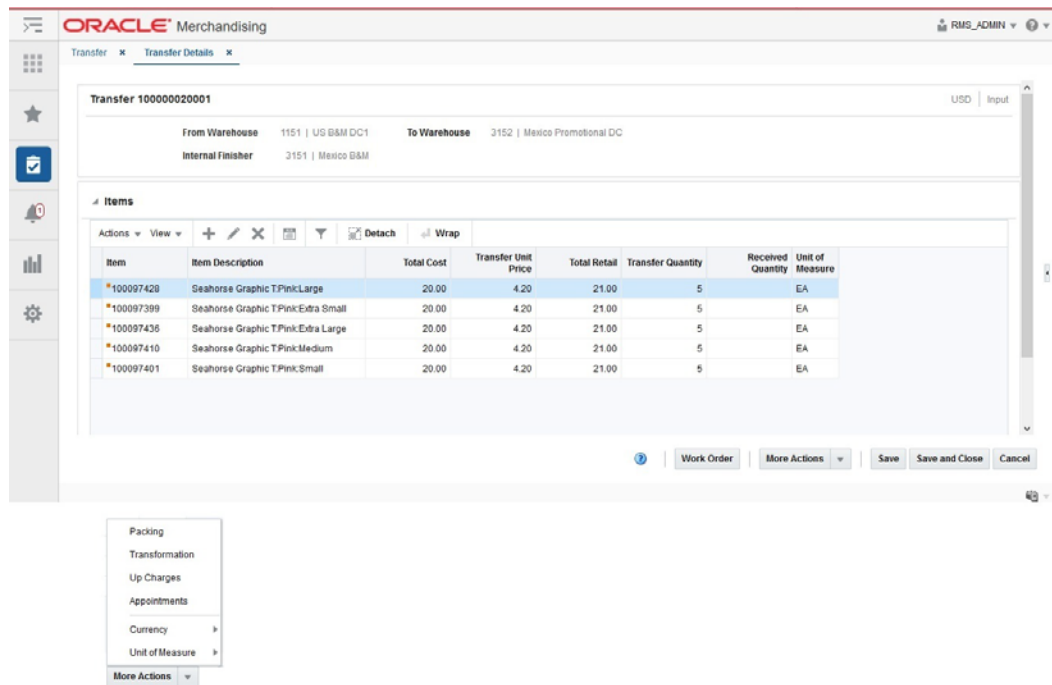 ORACLE Merchandising RMS_ADMIN
Transfer Transfer Details
Transfer 100000020001 USD Input
From Warehouse 1151 | US B&M DC1 To Warehouse 3152 | Mexico Promotional DC
Internal Finisher 3151 | Mexico B&M
1
Items
Actions View Detach Wrap
Item Item Description Total Cost Transfer Unit Price Total Retail Transfer Quantity Received Quantity Unit of Measure
100097428 Seahorse Graphic T:Pink:Large 20.00 4.20 21.00 5 EA
100097399 Seahorse Graphic T:Pink:Extra Small 20.00 4.20 21.00 5 EA
100097436 Seahorse Graphic T:Pink:Extra Large 20.00 4.20 21.00 5 EA
100097410 Seahorse Graphic T:Pink:Medium 20.00 4.20 21.00 5 EA
100097401 Seahorse Graphic T:Pink:Small 20.00 4.20 21.00 5 EA
Work Order More Actions Save Save and Close Cancel
Packing
Transformation
Up Charges
Appointments
Currency
Unit of Measure
More Actions